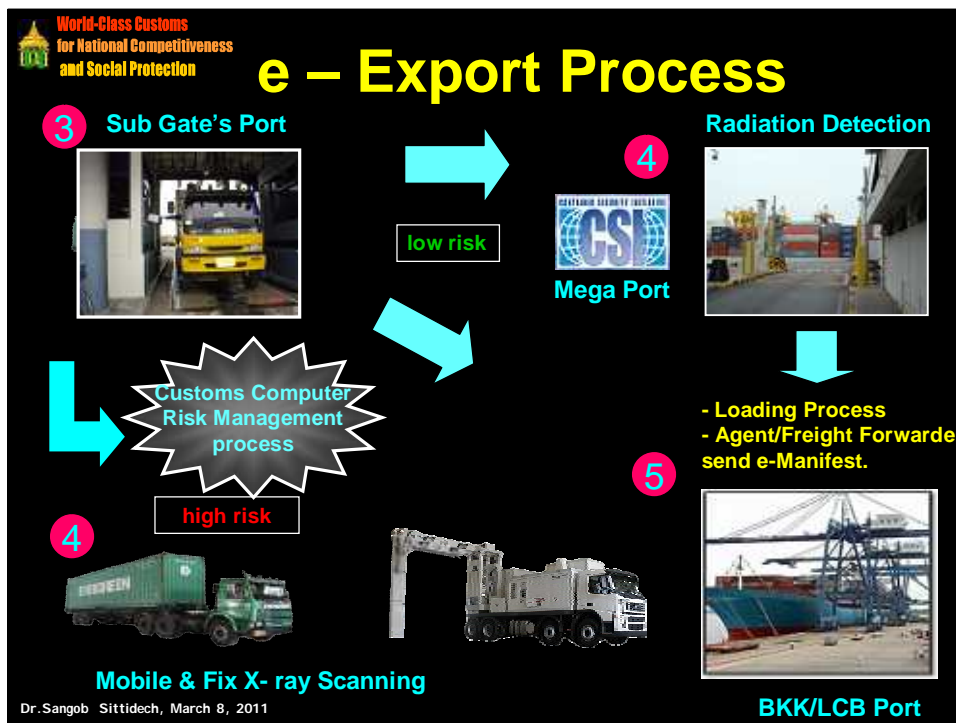 World-Class Customs
for National Competitiveness
and Social Protection
e – Export Process
3
Sub Gate's Port
4
Radiation Detection
low risk
CSI
Mega Port
Customs Computer
Risk Management
process
high risk
- Loading Process
- Agent/Freight Forwarde
send e-Manifest.
5
4
EVERGREEN
Mobile & Fix X- ray Scanning
BKK/LCB Port
Dr.Sangob Sittidech, March 8, 2011